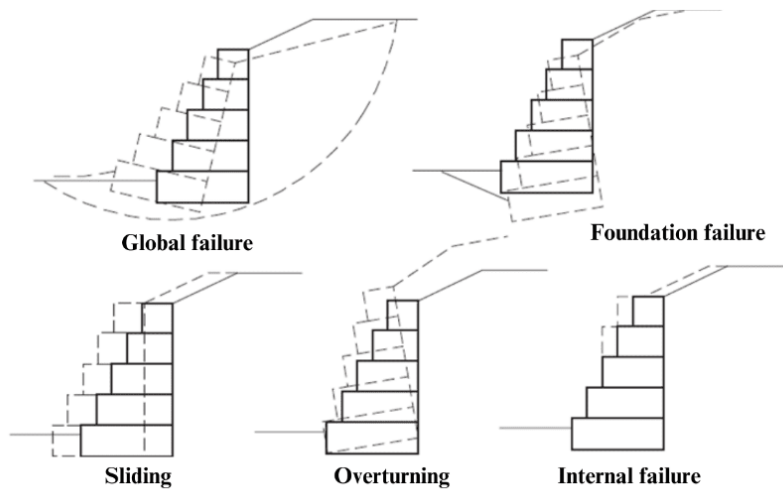 Global failure
Foundation failure
Sliding
Overturning
Internal failure